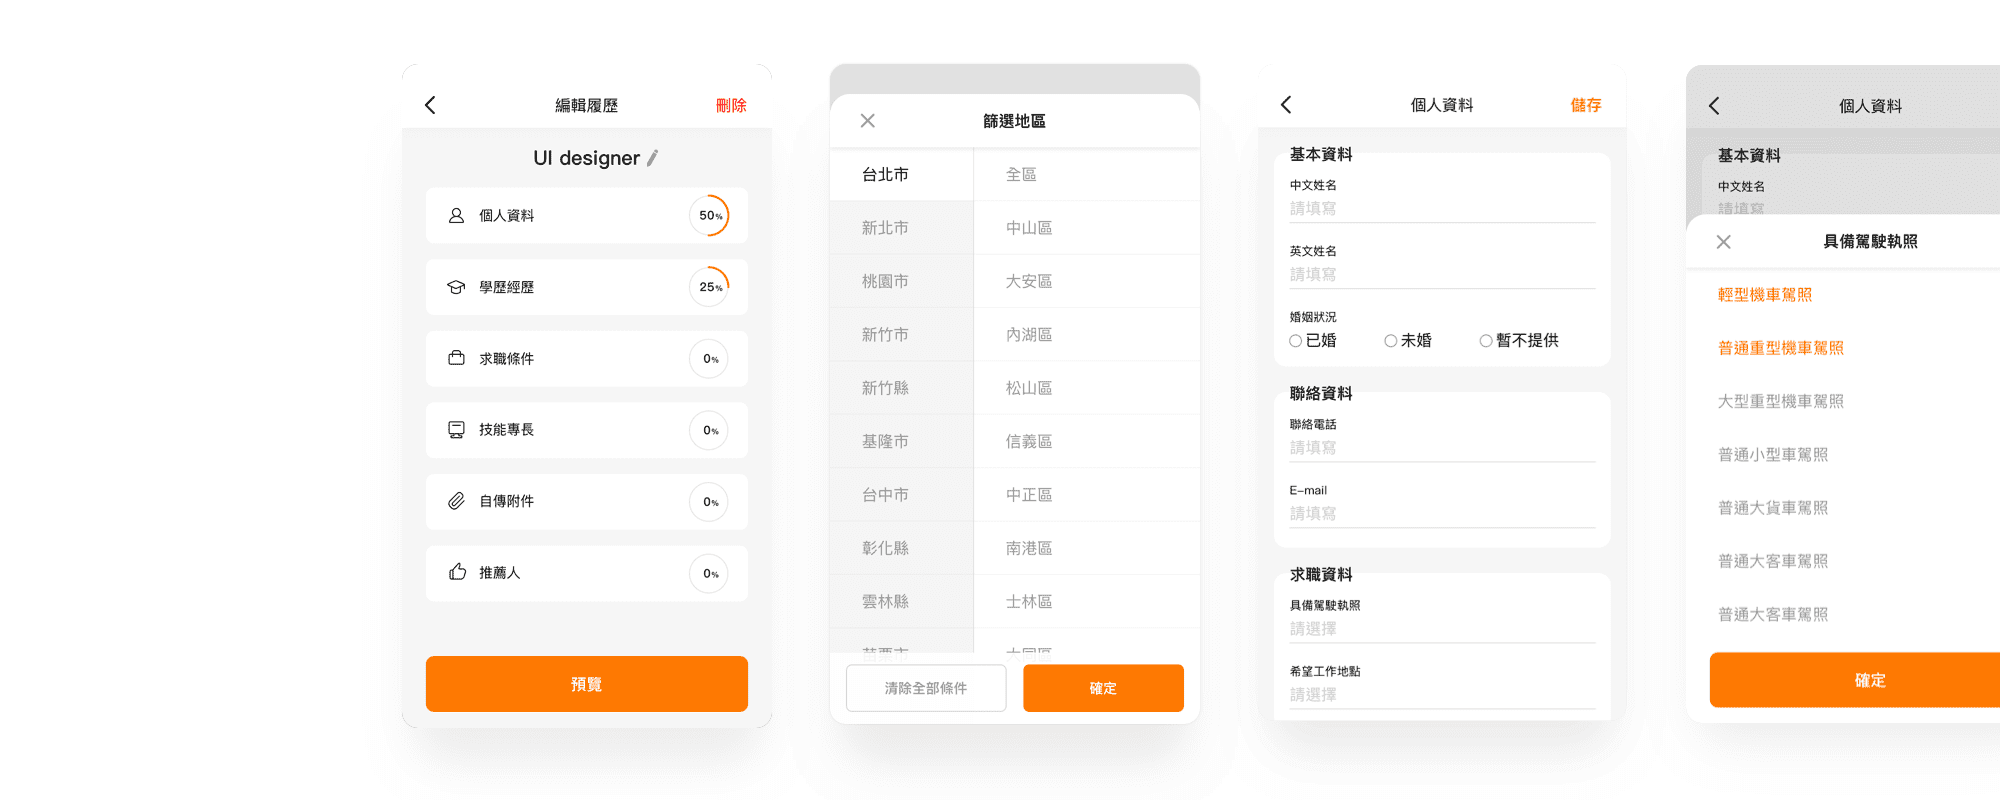 編輯履歷
刪除
UI designer
個人資料
50%
學歷經歷
25%
求職條件
0%
技能專長
0%
自傳附件
0%
推薦人
0%
預覽
篩選地區
台北市
全區
新北市
中山區
桃園市
大安區
新竹市
內湖區
新竹縣
松山區
基隆市
信義區
台中市
中正區
彰化縣
南港區
雲林縣
士林區
苗栗市
大同區
清除全部條件
確定
個人資料
儲存
基本資料
中文姓名
請填寫
英文姓名
請填寫
婚姻狀況
已婚
未婚
暫不提供
聯絡資料
聯絡電話
請填寫
E-mail
請填寫
求職資料
具備駕駛執照
請選擇
希望工作地點
請選擇
個人資料
基本資料
中文姓名
請填寫
具備駕駛執照
輕型機車駕照
普通重型機車駕照
大型重型機車駕照
普通小型車駕照
普通大貨車駕照
普通大客車駕照
普通大客車駕照
確定